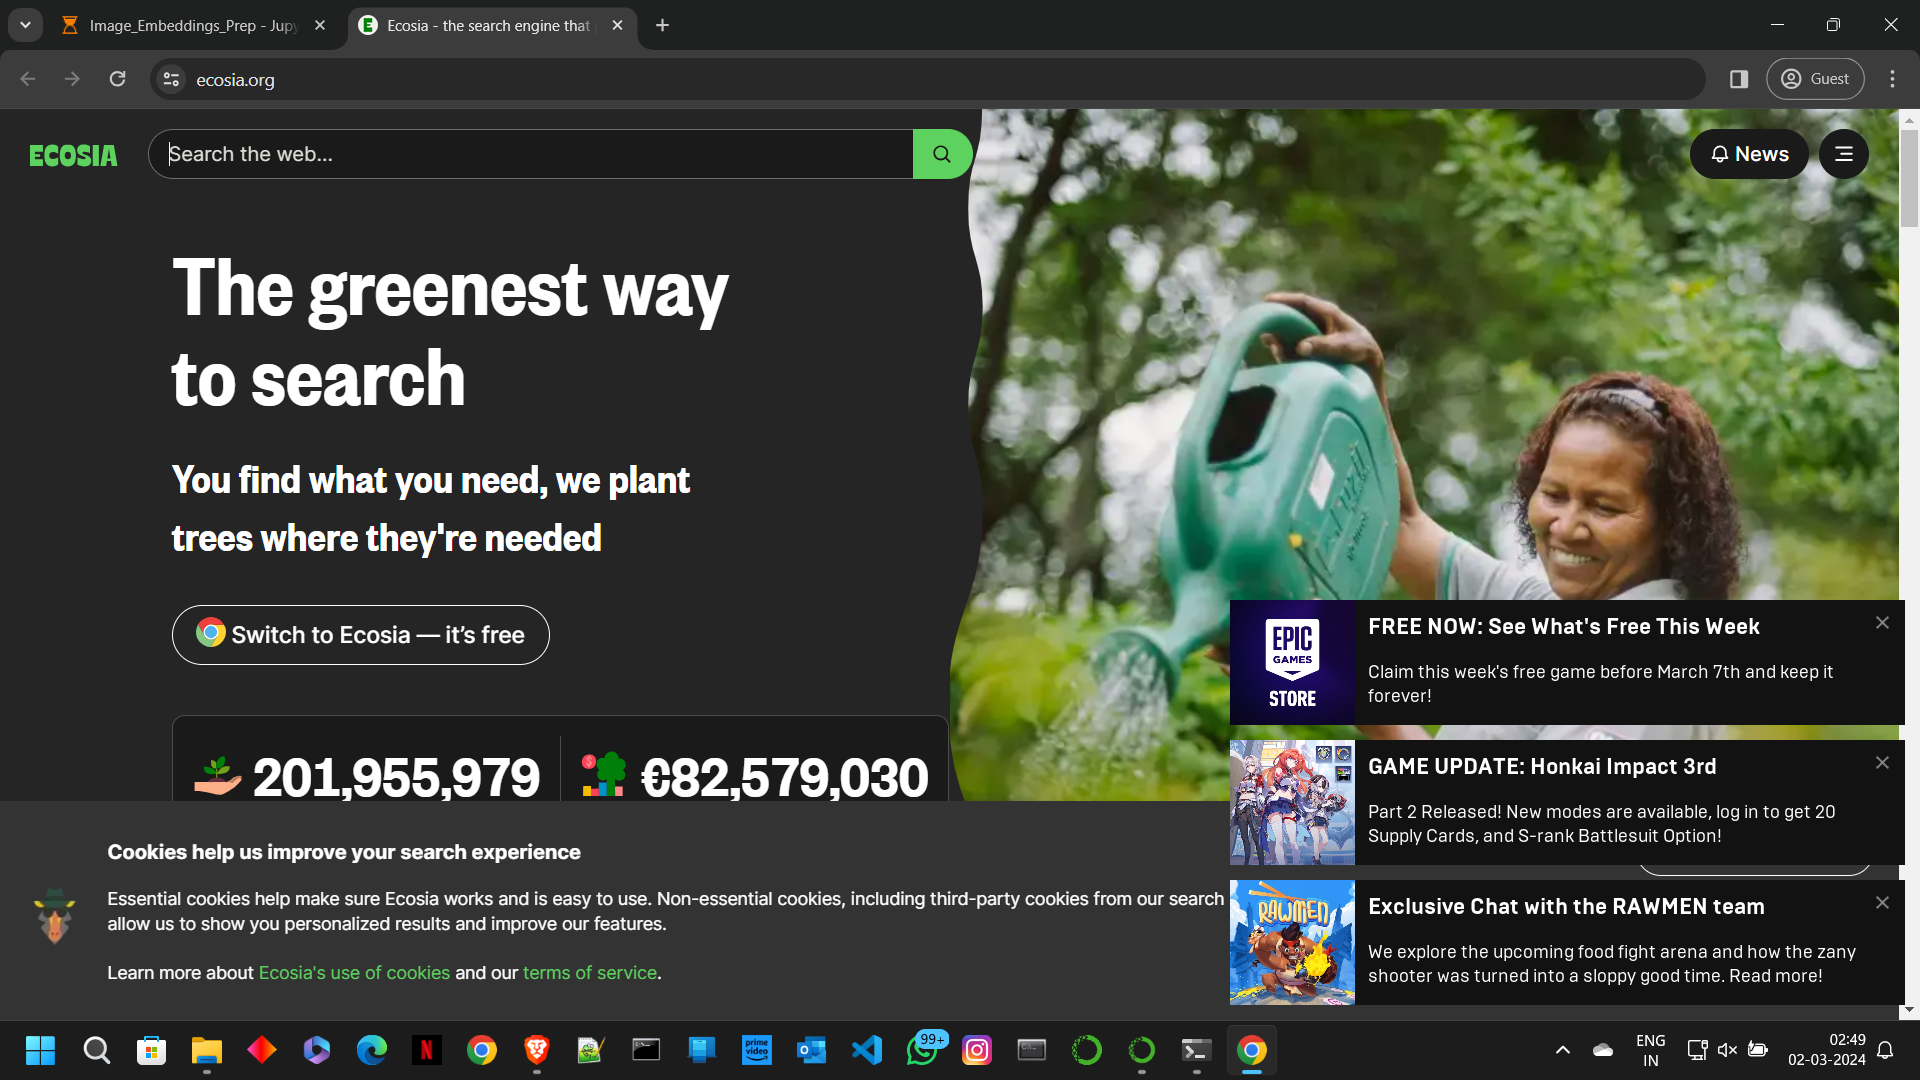 Image_Embeddings_Prep - Jupy
Ecosia - the search engine that
ecosia.org
Guest
ECOSIA
Search the web...
News
The greenest way
to search
You find what you need, we plant
trees where they're needed
Switch to Ecosia — it's free
201,955,979
€82,579,030
EPIC
GAMES
STORE
FREE NOW: See What's Free This Week
Claim this week's free game before March 7th and keep it
forever!
GAME UPDATE: Honkai Impact 3rd
Part 2 Released! New modes are available, log in to get 20
Supply Cards, and S-rank Battlesuit Option!
RAWMEN
Exclusive Chat with the RAWMEN team
We explore the upcoming food fight arena and how the zany
shooter was turned into a sloppy good time. Read more!
Cookies help us improve your search experience
Essential cookies help make sure Ecosia works and is easy to use. Non-essential cookies, including third-party cookies from our search
allow us to show you personalized results and improve our features.
Learn more about Ecosia's use of cookies and our terms of service.
prime
video
99+
ENG
IN
02:49
02-03-2024